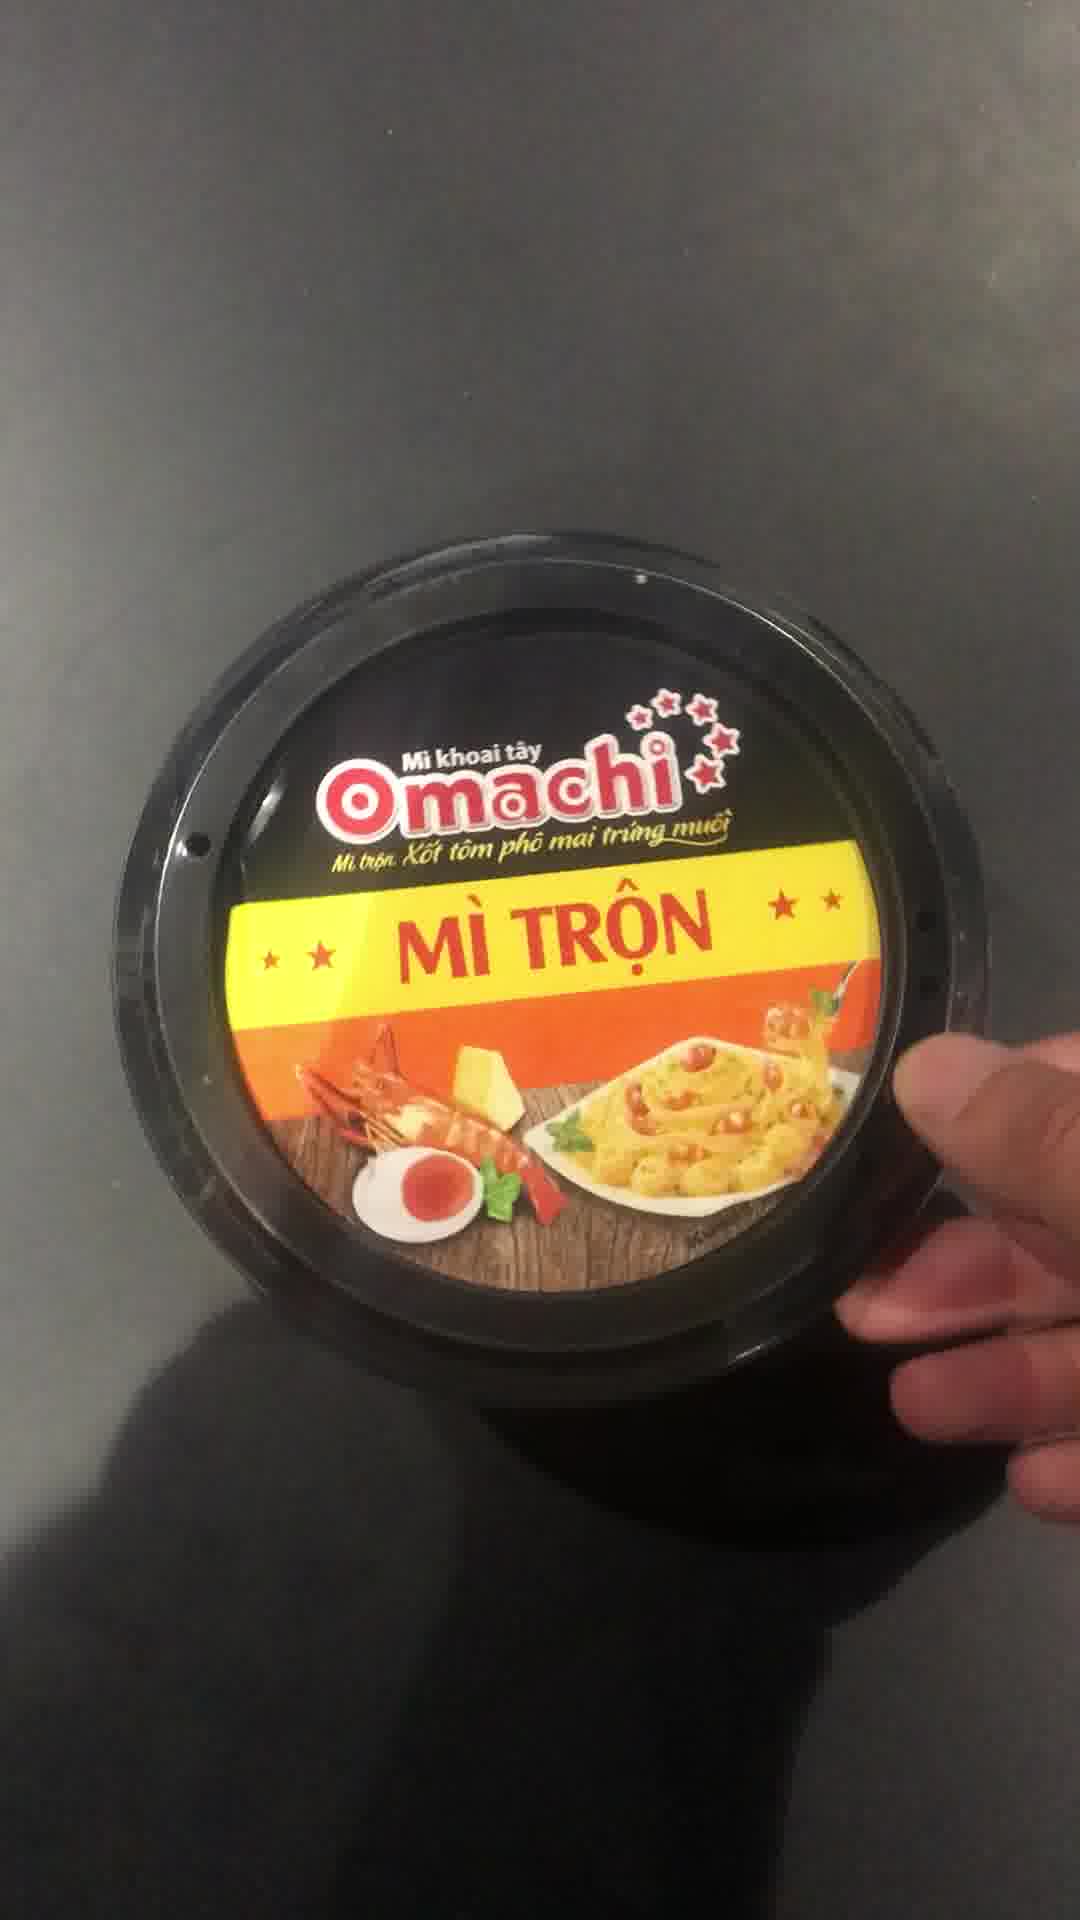 Mì khoai tây
Omachi
Mì trộn Xốt tôm phô mai trứng muối
MÌ TRỘN